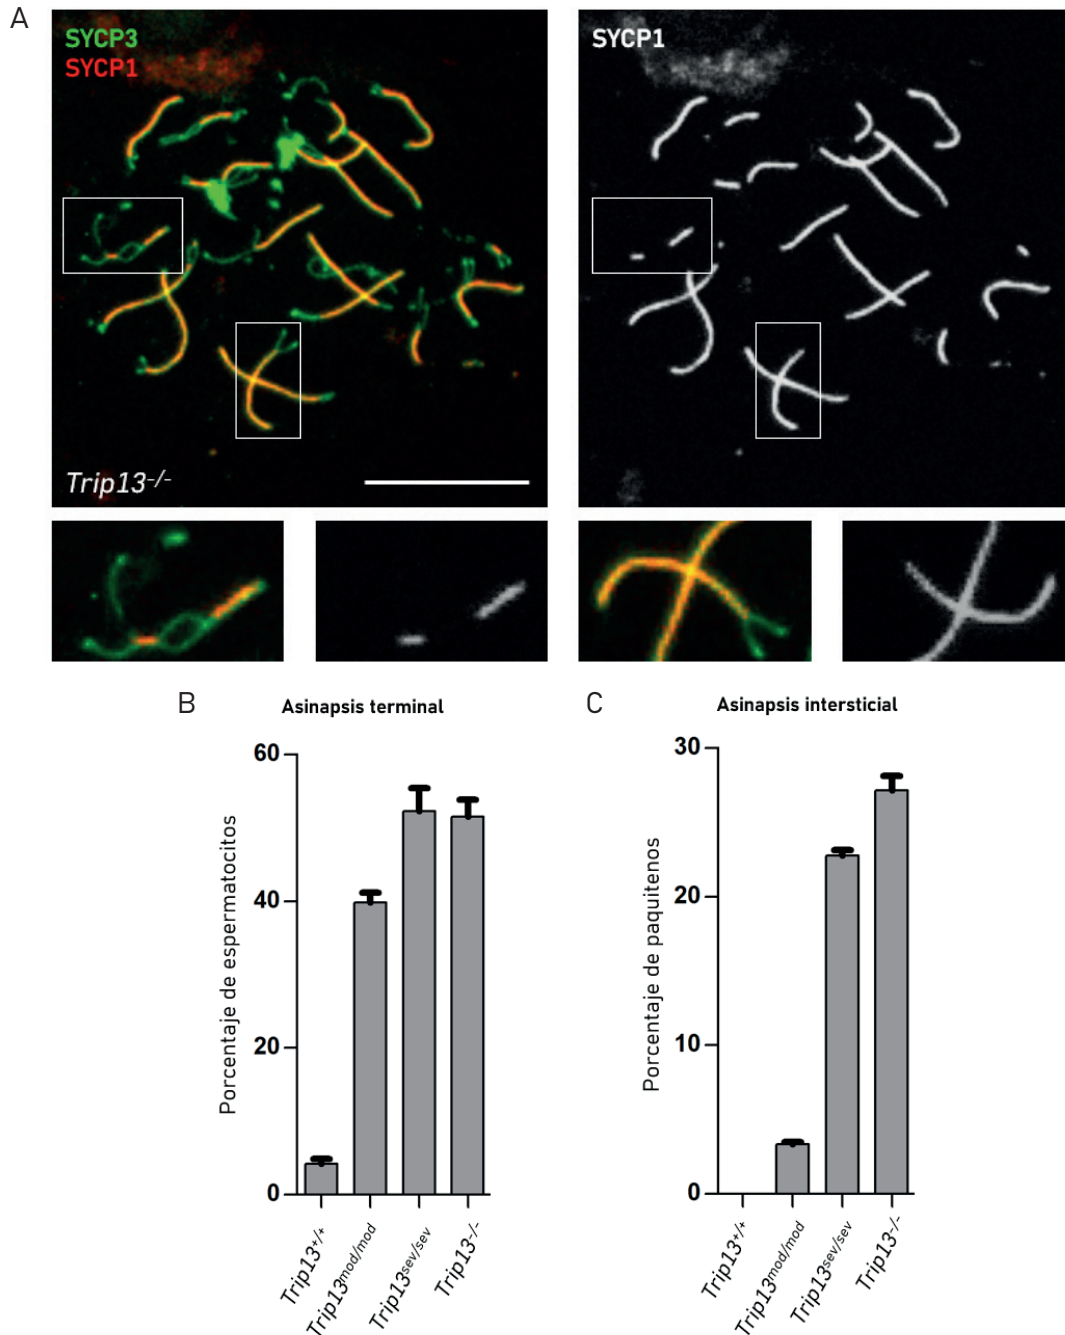 A
SYCP3
SYCP1
SYCP1
Trip13-/-
B
Asinapsis terminal
C
Asinapsis intersticial
Porcentaje de espermatocitos
60
40
20
0
Trip13+/+
Trip13mod/mod
Trip13sev/sev
Trip13-/-
Porcentaje de paquitenos
30
20
10
0
Trip13+/+
Trip13mod/mod
Trip13sev/sev
Trip13-/-